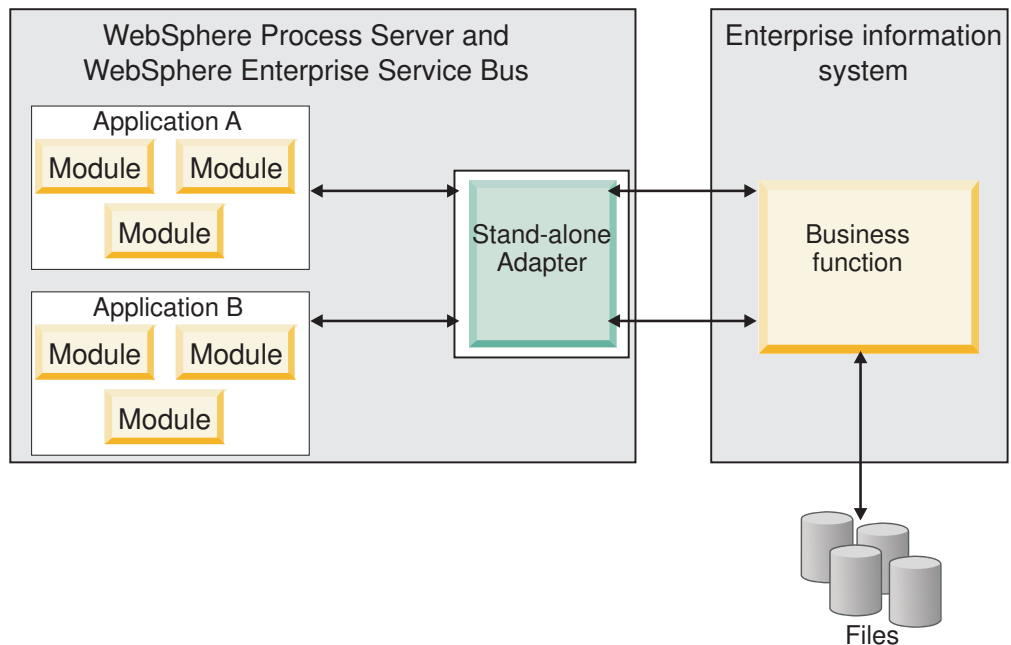 WebSphere Process Server and
WebSphere Enterprise Service Bus
Application A
Module
Module
Module
Application B
Module
Module
Module
Stand-alone
Adapter
Enterprise information
system
Business
function
Files